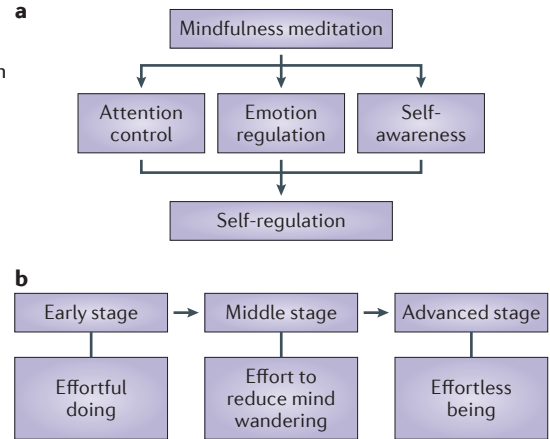 a
Mindfulness meditation
n
Attention
control
Emotion
regulation
Self-
awareness
Self-regulation
b
Early stage
Middle stage
Advanced stage
Effortful
doing
Effort to
reduce mind
wandering
Effortless
being